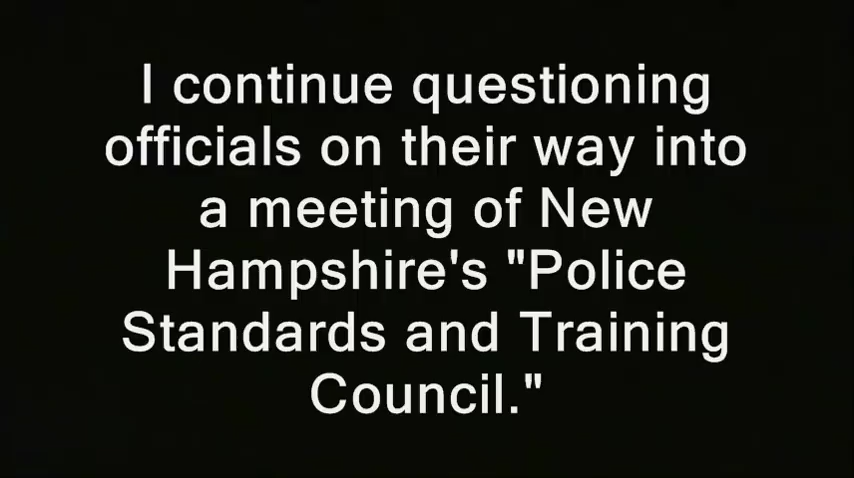 I continue questioning
officials on their way into
a meeting of New
Hampshire's "Police
Standards and Training
Council."